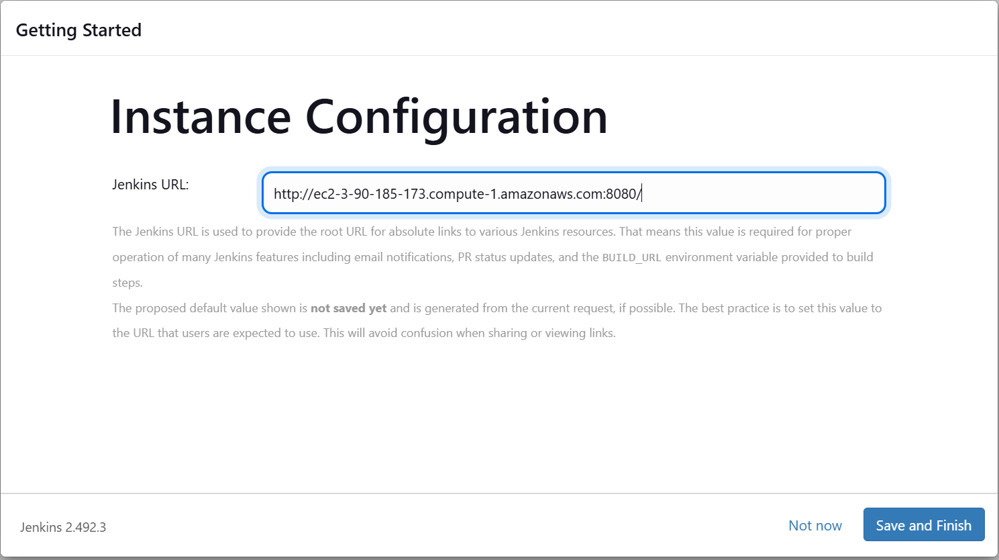 Getting Started
Instance Configuration
Jenkins URL:
http://ec2-3-90-185-173.compute-1.amazonaws.com:8080/
The Jenkins URL is used to provide the root URL for absolute links to various Jenkins resources. That means this value is required for proper
operation of many Jenkins features including email notifications, PR status updates, and the BUILD_URL environment variable provided to build
steps.
The proposed default value shown is not saved yet and is generated from the current request, if possible. The best practice is to set this value to
the URL that users are expected to use. This will avoid confusion when sharing or viewing links.
Jenkins 2.492.3
Not now
Save and Finish